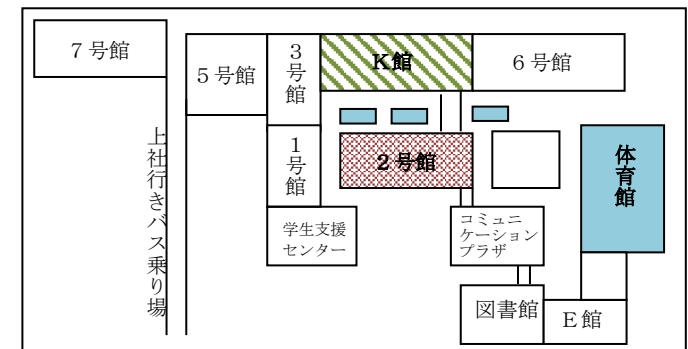 7 号館
5 号館
3号館
K館
6 号館
1号館
2 号館
体育館
上社行きバス乗り場
学生支援
センター
コミュニ
ケーション
プラザ
図書館
E館